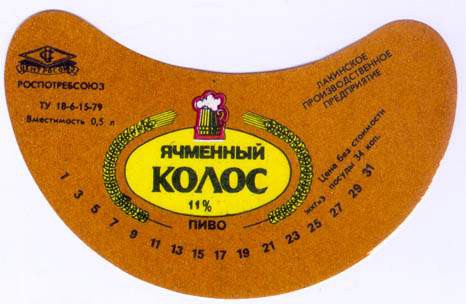 РОСПОТРЕБСОЮЗ
ТУ 18-6-15-79
Вместимость 0,5 л
ЯЧМЕННЫЙ
КОЛОС
11%
ПИВО
ЛАКИНСКОЕ
ПРОИЗВОДСТВЕННОЕ
ПРЕДПРИЯТИЕ
Цена без стоимости
посуды 34 коп.
1 3 5 7 9 11 13 15 17 19 21 23 25 27 29 31